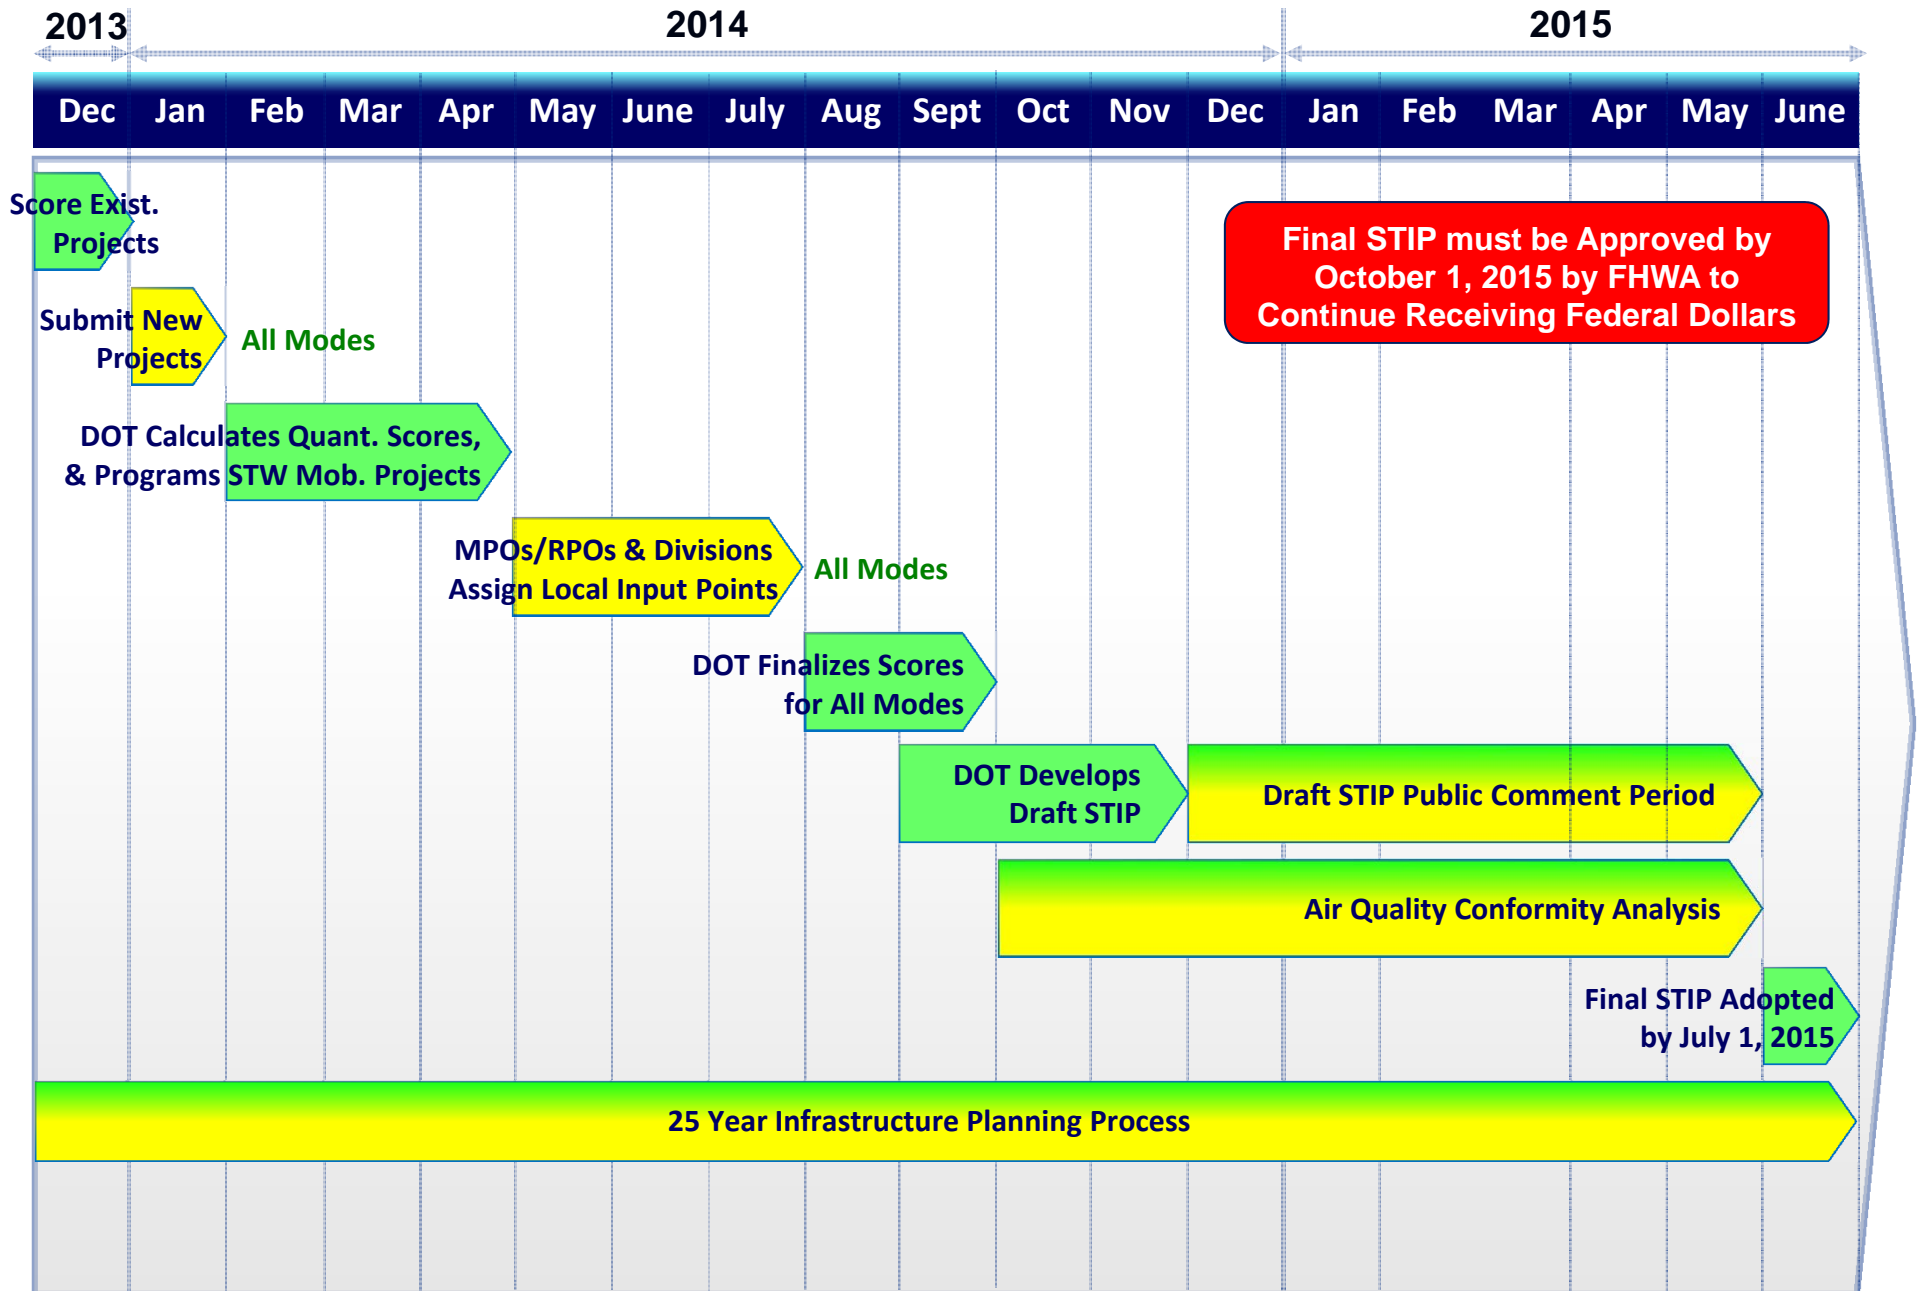 2013 2014 2015
Dec Jan Feb Mar Apr May June July Aug Sept Oct Nov Dec Jan Feb Mar Apr May June
Score Exist.
Projects
Final STIP must be Approved by
October 1, 2015 by FHWA to
Continue Receiving Federal Dollars
Submit New
Projects
All Modes
DOT Calculates Quant. Scores,
& Programs STW Mob. Projects
MPOs/RPOs & Divisions
Assign Local Input Points
All Modes
DOT Finalizes Scores
for All Modes
DOT Develops
Draft STIP
Draft STIP Public Comment Period
Air Quality Conformity Analysis
Final STIP Adopted
by July 1, 2015
25 Year Infrastructure Planning Process